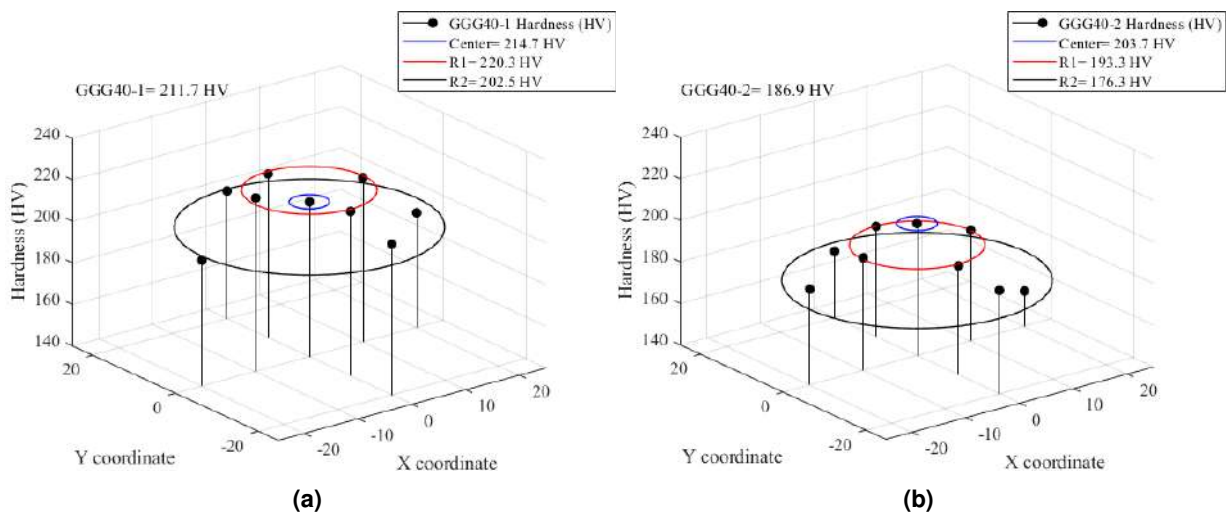 GGG40-1 Hardness (HV)
Center= 214.7 HV
R1= 220.3 HV
R2= 202.5 HV
GGG40-1= 211.7 HV
240
220
200
180
160
140
Hardness (HV)
20
0
-20
Y coordinate
-20
-10
0
10
20
X coordinate
(a)
GGG40-2 Hardness (HV)
Center= 203.7 HV
R1= 193.3 HV
R2= 176.3 HV
GGG40-2= 186.9 HV
240
220
200
180
160
140
Hardness (HV)
20
0
-20
Y coordinate
-20
-10
0
10
20
X coordinate
(b)